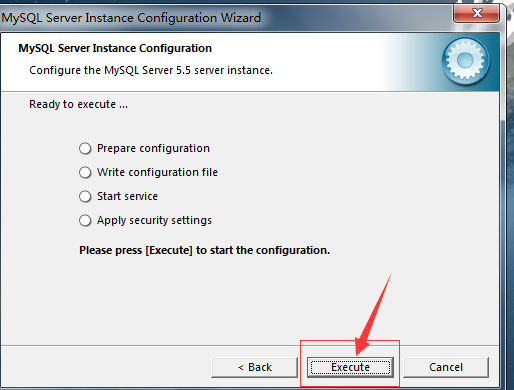 MySQL Server Instance Configuration Wizard
MySQL Server Instance Configuration
Configure the MySQL Server 5.5 server instance.
Ready to execute ...
Prepare configuration
Write configuration file
Start service
Apply security settings
Please press [Execute] to start the configuration.
< Back Execute Cancel